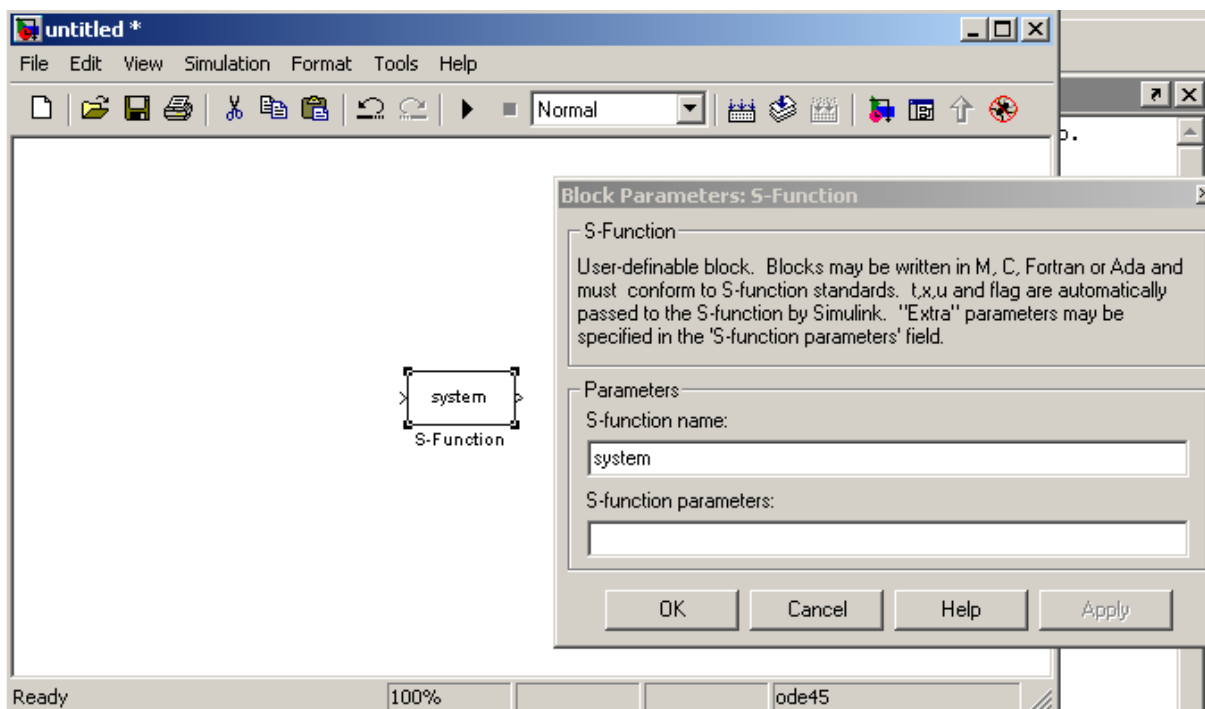 untitled *
File Edit View Simulation Format Tools Help
Normal
p.
Block Parameters: S-Function
S-Function
User-definable block. Blocks may be written in M, C, Fortran or Ada and
must conform to S-function standards. t,x,u and flag are automatically
passed to the S-function by Simulink. "Extra" parameters may be
specified in the 'S-function parameters' field.
system
S-Function
Parameters
S-function name:
system
S-function parameters:
OK Cancel Help Apply
Ready 100% ode45